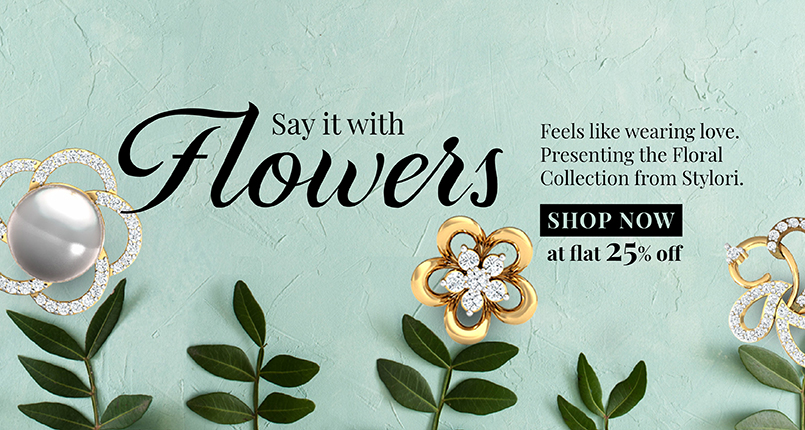 Say it with
Flowers
Feels like wearing love.
Presenting the Floral
Collection from Stylori.
SHOP NOW
at flat 25% off